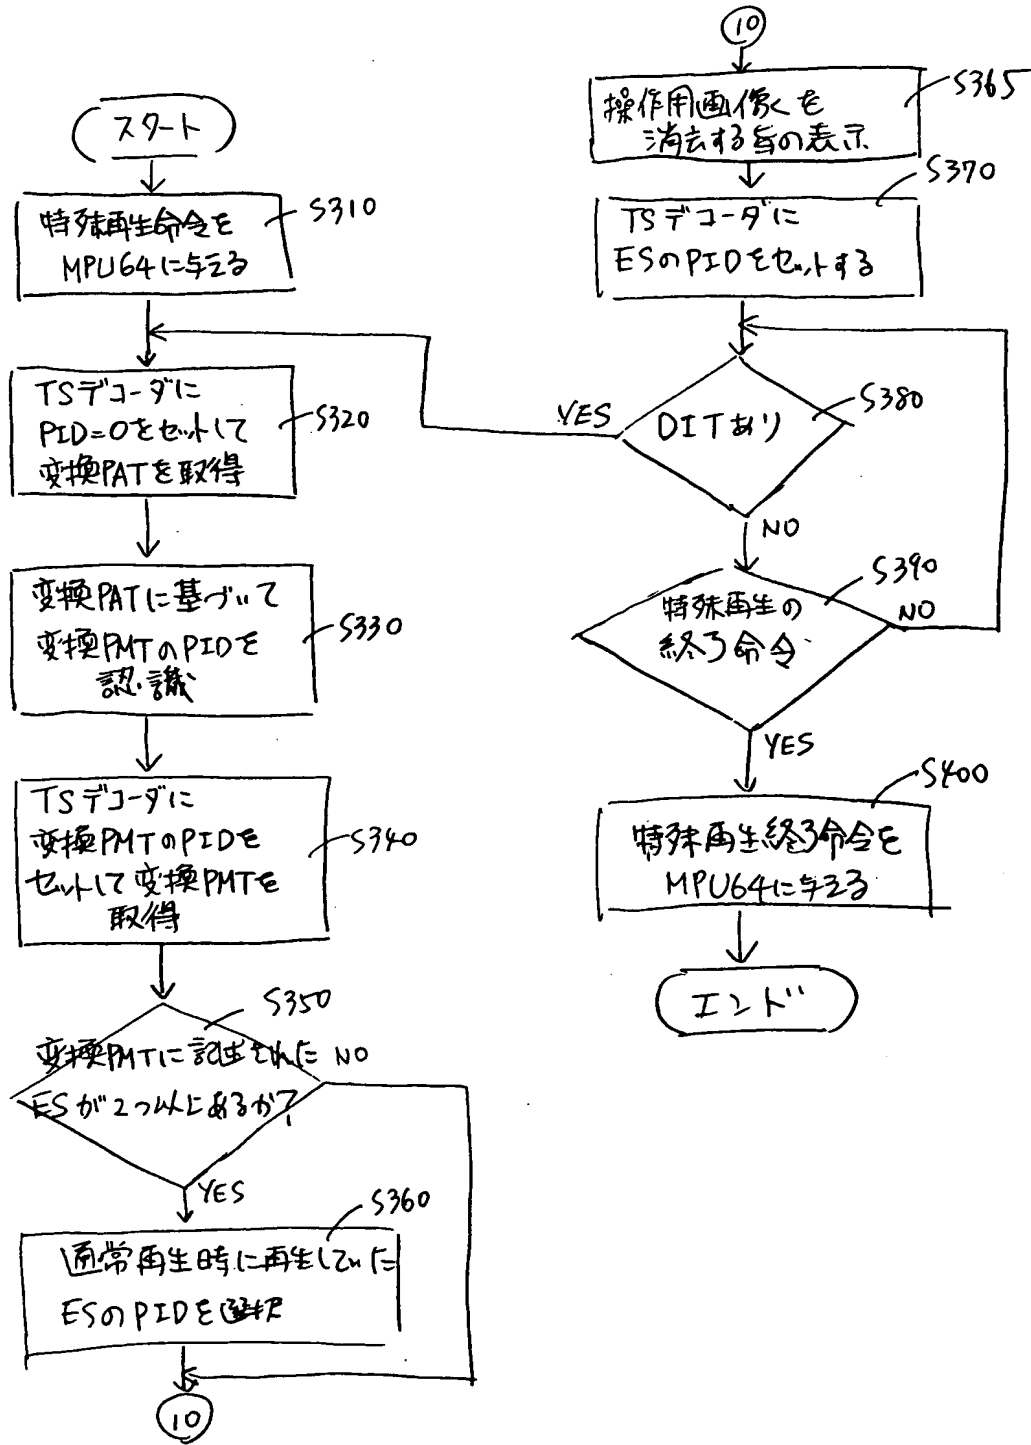 スタート
特殊再生命令を
MPU64に与える
S310
TSデコーダに
PID=0をセットして
変換PATを取得
S320
変換PATに基づいて
変換PMTのPIDを
認識
S330
TSデコーダに
変換PMTのPIDを
セットして変換PMTを
取得
S340
S350
変換PMTに記述された
ESが2つ以上あるか?
NO
YES
S360
通常再生時に再生していた
ESのPIDを選択
10
10
S365
操作用画像を
消去する旨の表示
S370
TSデコーダに
ESのPIDをセットする
S380
DITあり
YES
NO
S390
特殊再生の
終了命令
NO
YES
S400
特殊再生終了命令を
MPU64に与える
エンド